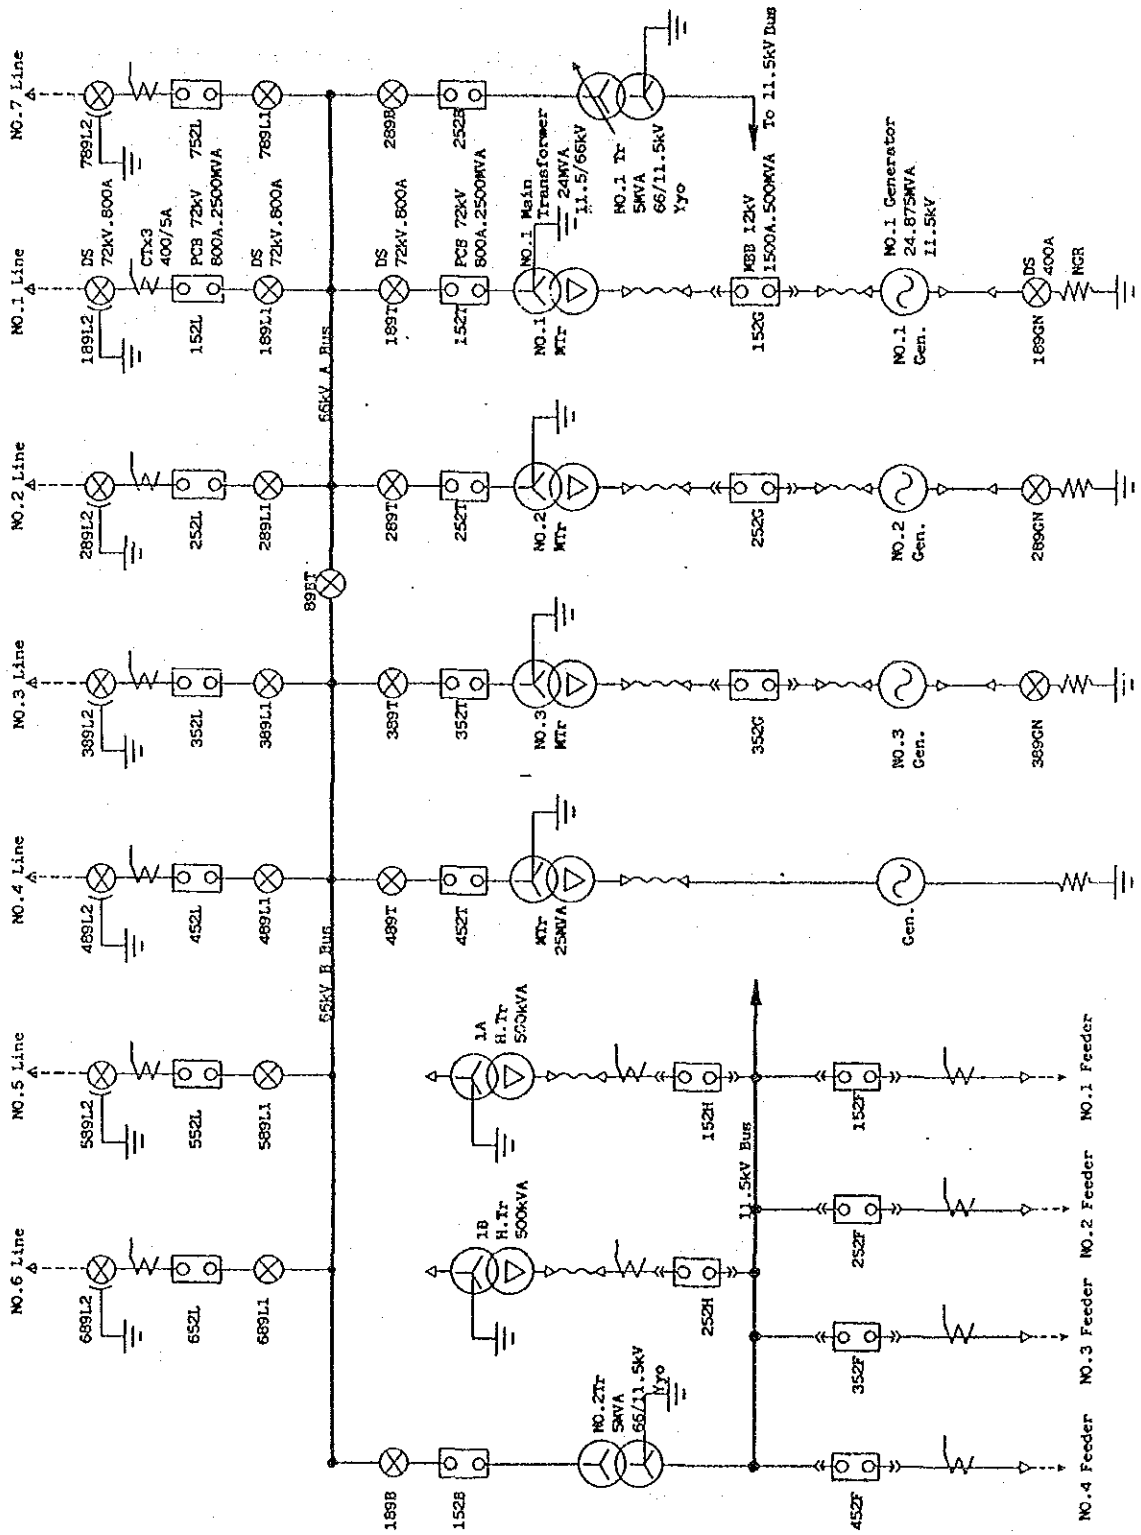 NO.6 Line
NO.5 Line
NO.4 Line
NO.3 Line
NO.2 Line
NO.1 Line
NO.7 Line
689L2
589L2
489L2
389L2
289L2
189L2
DS
72kV.800A
789L2
CTx3
400/5A
652L
552L
452L
352L
252L
152L
PCB 72kV
800A.2500MVA
752L
689L1
589L1
489L1
389L1
289L1
189L1
DS
72kV.800A
789L1
66kV B Bus
89BT
66kV A Bus
189B
489T
389T
289T
189T
DS
72kV.800A
289B
152B
452T
352T
252T
152T
PCB 72kV
800A.2500MVA
252B
1B
H.Tr
500kVA
1A
H.Tr
500kVA
MTr
25MVA
NO.3
MTr
NO.2
MTr
NO.1
MTr
NO.1 Main
Transformer
24MVA
11.5/66kV
NO.2Tr
5MVA
66/11.5kV
Yyo
NO.1 Tr
5MVA
66/11.5kV
Yyo
252H
152H
352G
252G
152G
MBB 12kV
1500A.500MVA
To 11.5kV Bus
11.5kV Bus
452F
352F
252F
152F
Gen.
NO.3
Gen.
NO.2
Gen.
NO.1
Gen.
NO.1 Generator
24.875MVA
11.5kV
389GN
289GN
189GN
DS
400A
NGR
NO.4 Feeder
NO.3 Feeder
NO.2 Feeder
NO.1 Feeder